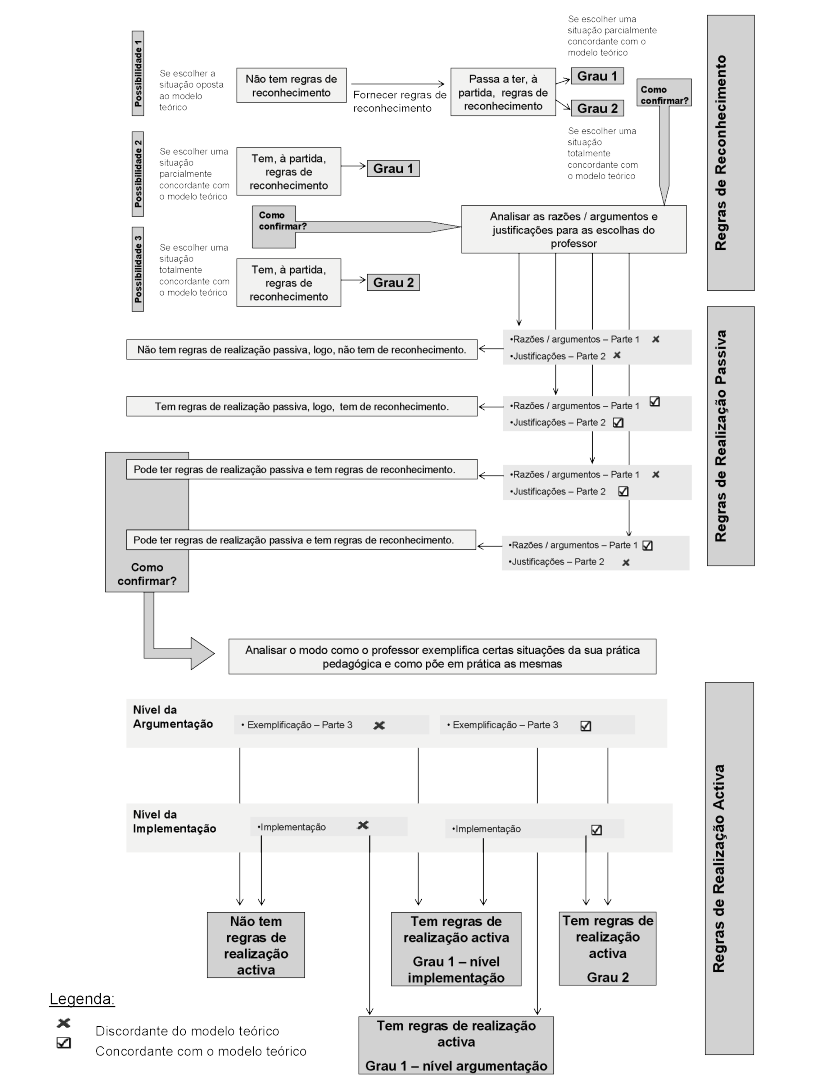 Se escolher uma
situação parcialmente
concordante com o
modelo teórico
Possibilidade 1
Se escolher a
situação oposta
ao modelo
teórico
Não tem regras de
reconhecimento
Fornecer regras de
reconhecimento
Passa a ter, à
partida, regras de
reconhecimento
Grau 1
Grau 2
Como
confirmar?
Se escolher uma
situação
totalmente
concordante com
o modelo teórico
Regras de Reconhecimento
Possibilidade 2
Se escolher uma
situação
parcialmente
concordante com
o modelo teórico
Tem, à partida,
regras de
reconhecimento
Grau 1
Como
confirmar?
Analisar as razões / argumentos e
justificações para as escolhas do
professor
Possibilidade 3
Se escolher uma
situação
totalmente
concordante com
o modelo teórico
Tem, à partida,
regras de
reconhecimento
Grau 2
Regras de Realização Passiva
Não tem regras de realização passiva, logo, não tem de reconhecimento.
•Razões / argumentos – Parte 1
•Justificações – Parte 2
Tem regras de realização passiva, logo, tem de reconhecimento.
•Razões / argumentos – Parte 1
•Justificações – Parte 2
Pode ter regras de realização passiva e tem regras de reconhecimento.
•Razões / argumentos – Parte 1
•Justificações – Parte 2
Pode ter regras de realização passiva e tem regras de reconhecimento.
•Razões / argumentos – Parte 1
•Justificações – Parte 2
Como
confirmar?
Analisar o modo como o professor exemplifica certas situações da sua prática
pedagógica e como põe em prática as mesmas
Regras de Realização Activa
Nível da
Argumentação
• Exemplificação – Parte 3
• Exemplificação – Parte 3
Nível da
Implementação
•Implementação
•Implementação
Não tem
regras de
realização
activa
Tem regras de
realização activa
Grau 1 – nível
implementação
Tem regras de
realização
activa
Grau 2
Tem regras de realização
activa
Grau 1 – nível argumentação
Legenda:
Discordante do modelo teórico
Concordante com o modelo teórico